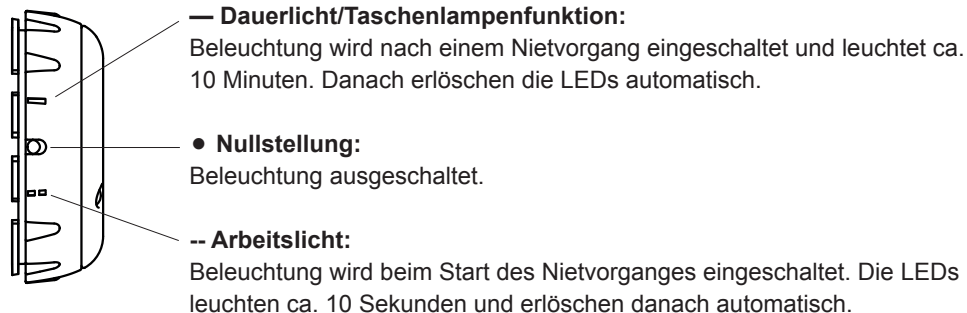 — Dauerlicht/Taschenlampenfunktion:
Beleuchtung wird nach einem Nietvorgang eingeschaltet und leuchtet ca.
10 Minuten. Danach erlöschen die LEDs automatisch.
● Nullstellung:
Beleuchtung ausgeschaltet.
-- Arbeitslicht:
Beleuchtung wird beim Start des Nietvorganges eingeschaltet. Die LEDs
leuchten ca. 10 Sekunden und erlöschen danach automatisch.